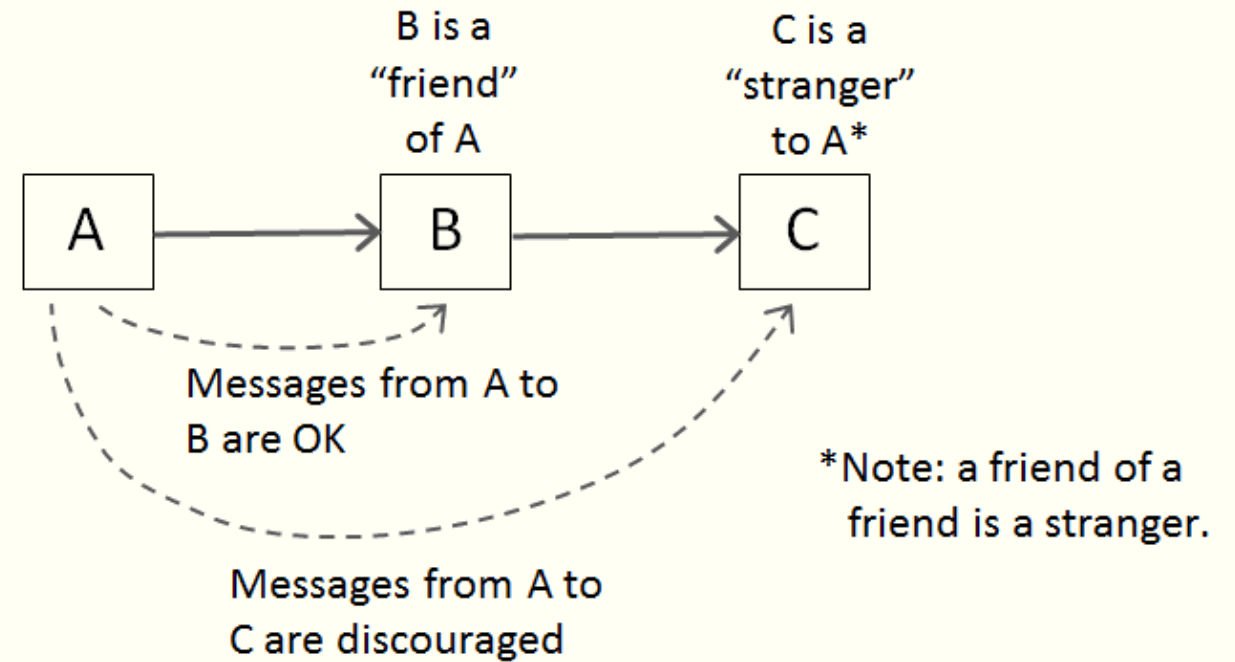 B is a
“friend”
of A
C is a
“stranger”
to A*
A
B
C
Messages from A to
B are OK
*Note: a friend of a
friend is a stranger.
Messages from A to
C are discouraged